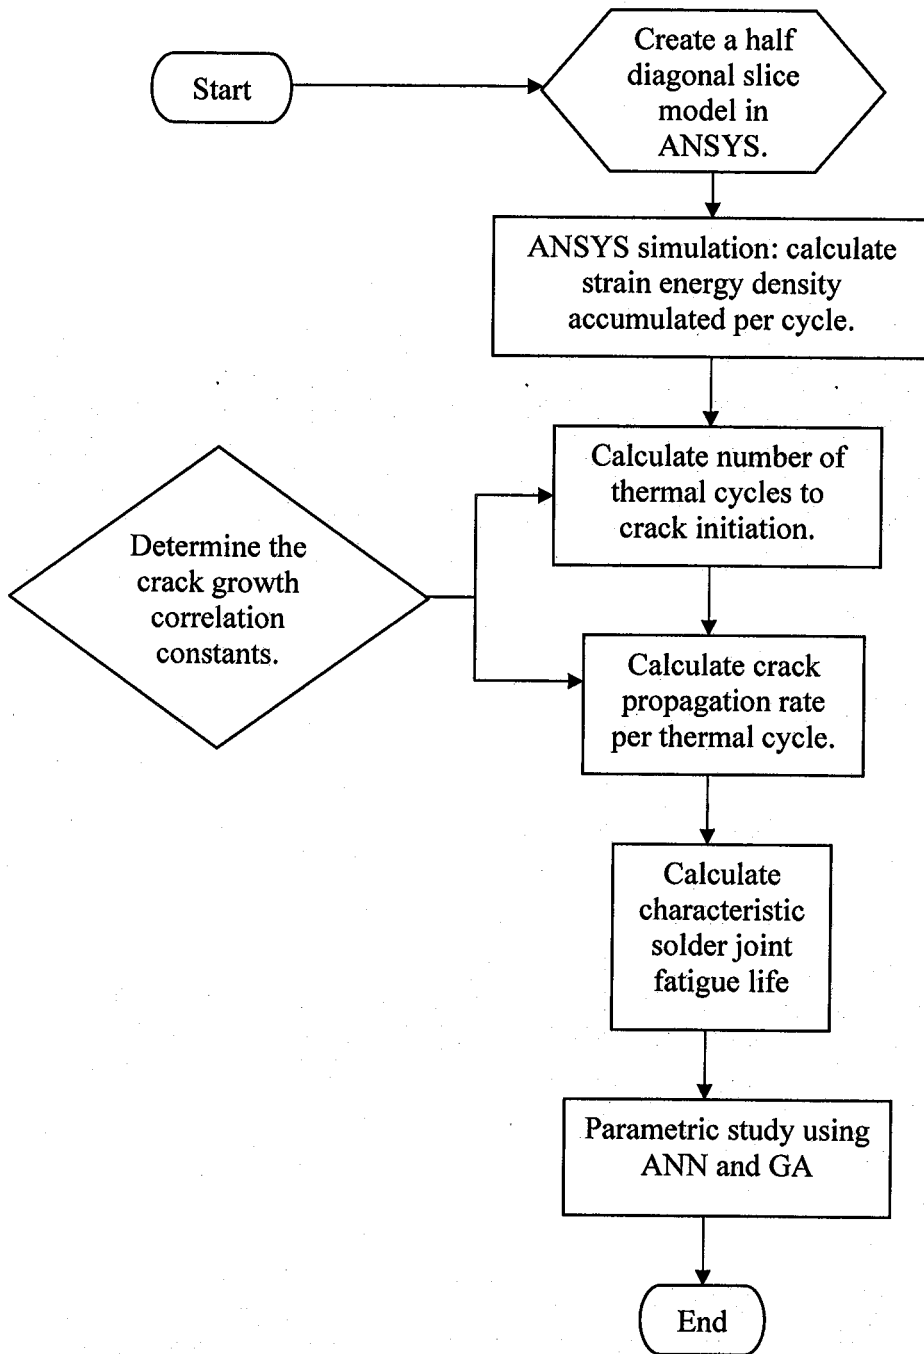 Start
Create a half
diagonal slice
model in
ANSYS.
ANSYS simulation: calculate
strain energy density
accumulated per cycle.
Calculate number of
thermal cycles to
crack initiation.
Determine the
crack growth
correlation
constants.
Calculate crack
propagation rate
per thermal cycle.
Calculate
characteristic
solder joint
fatigue life
Parametric study using
ANN and GA
End